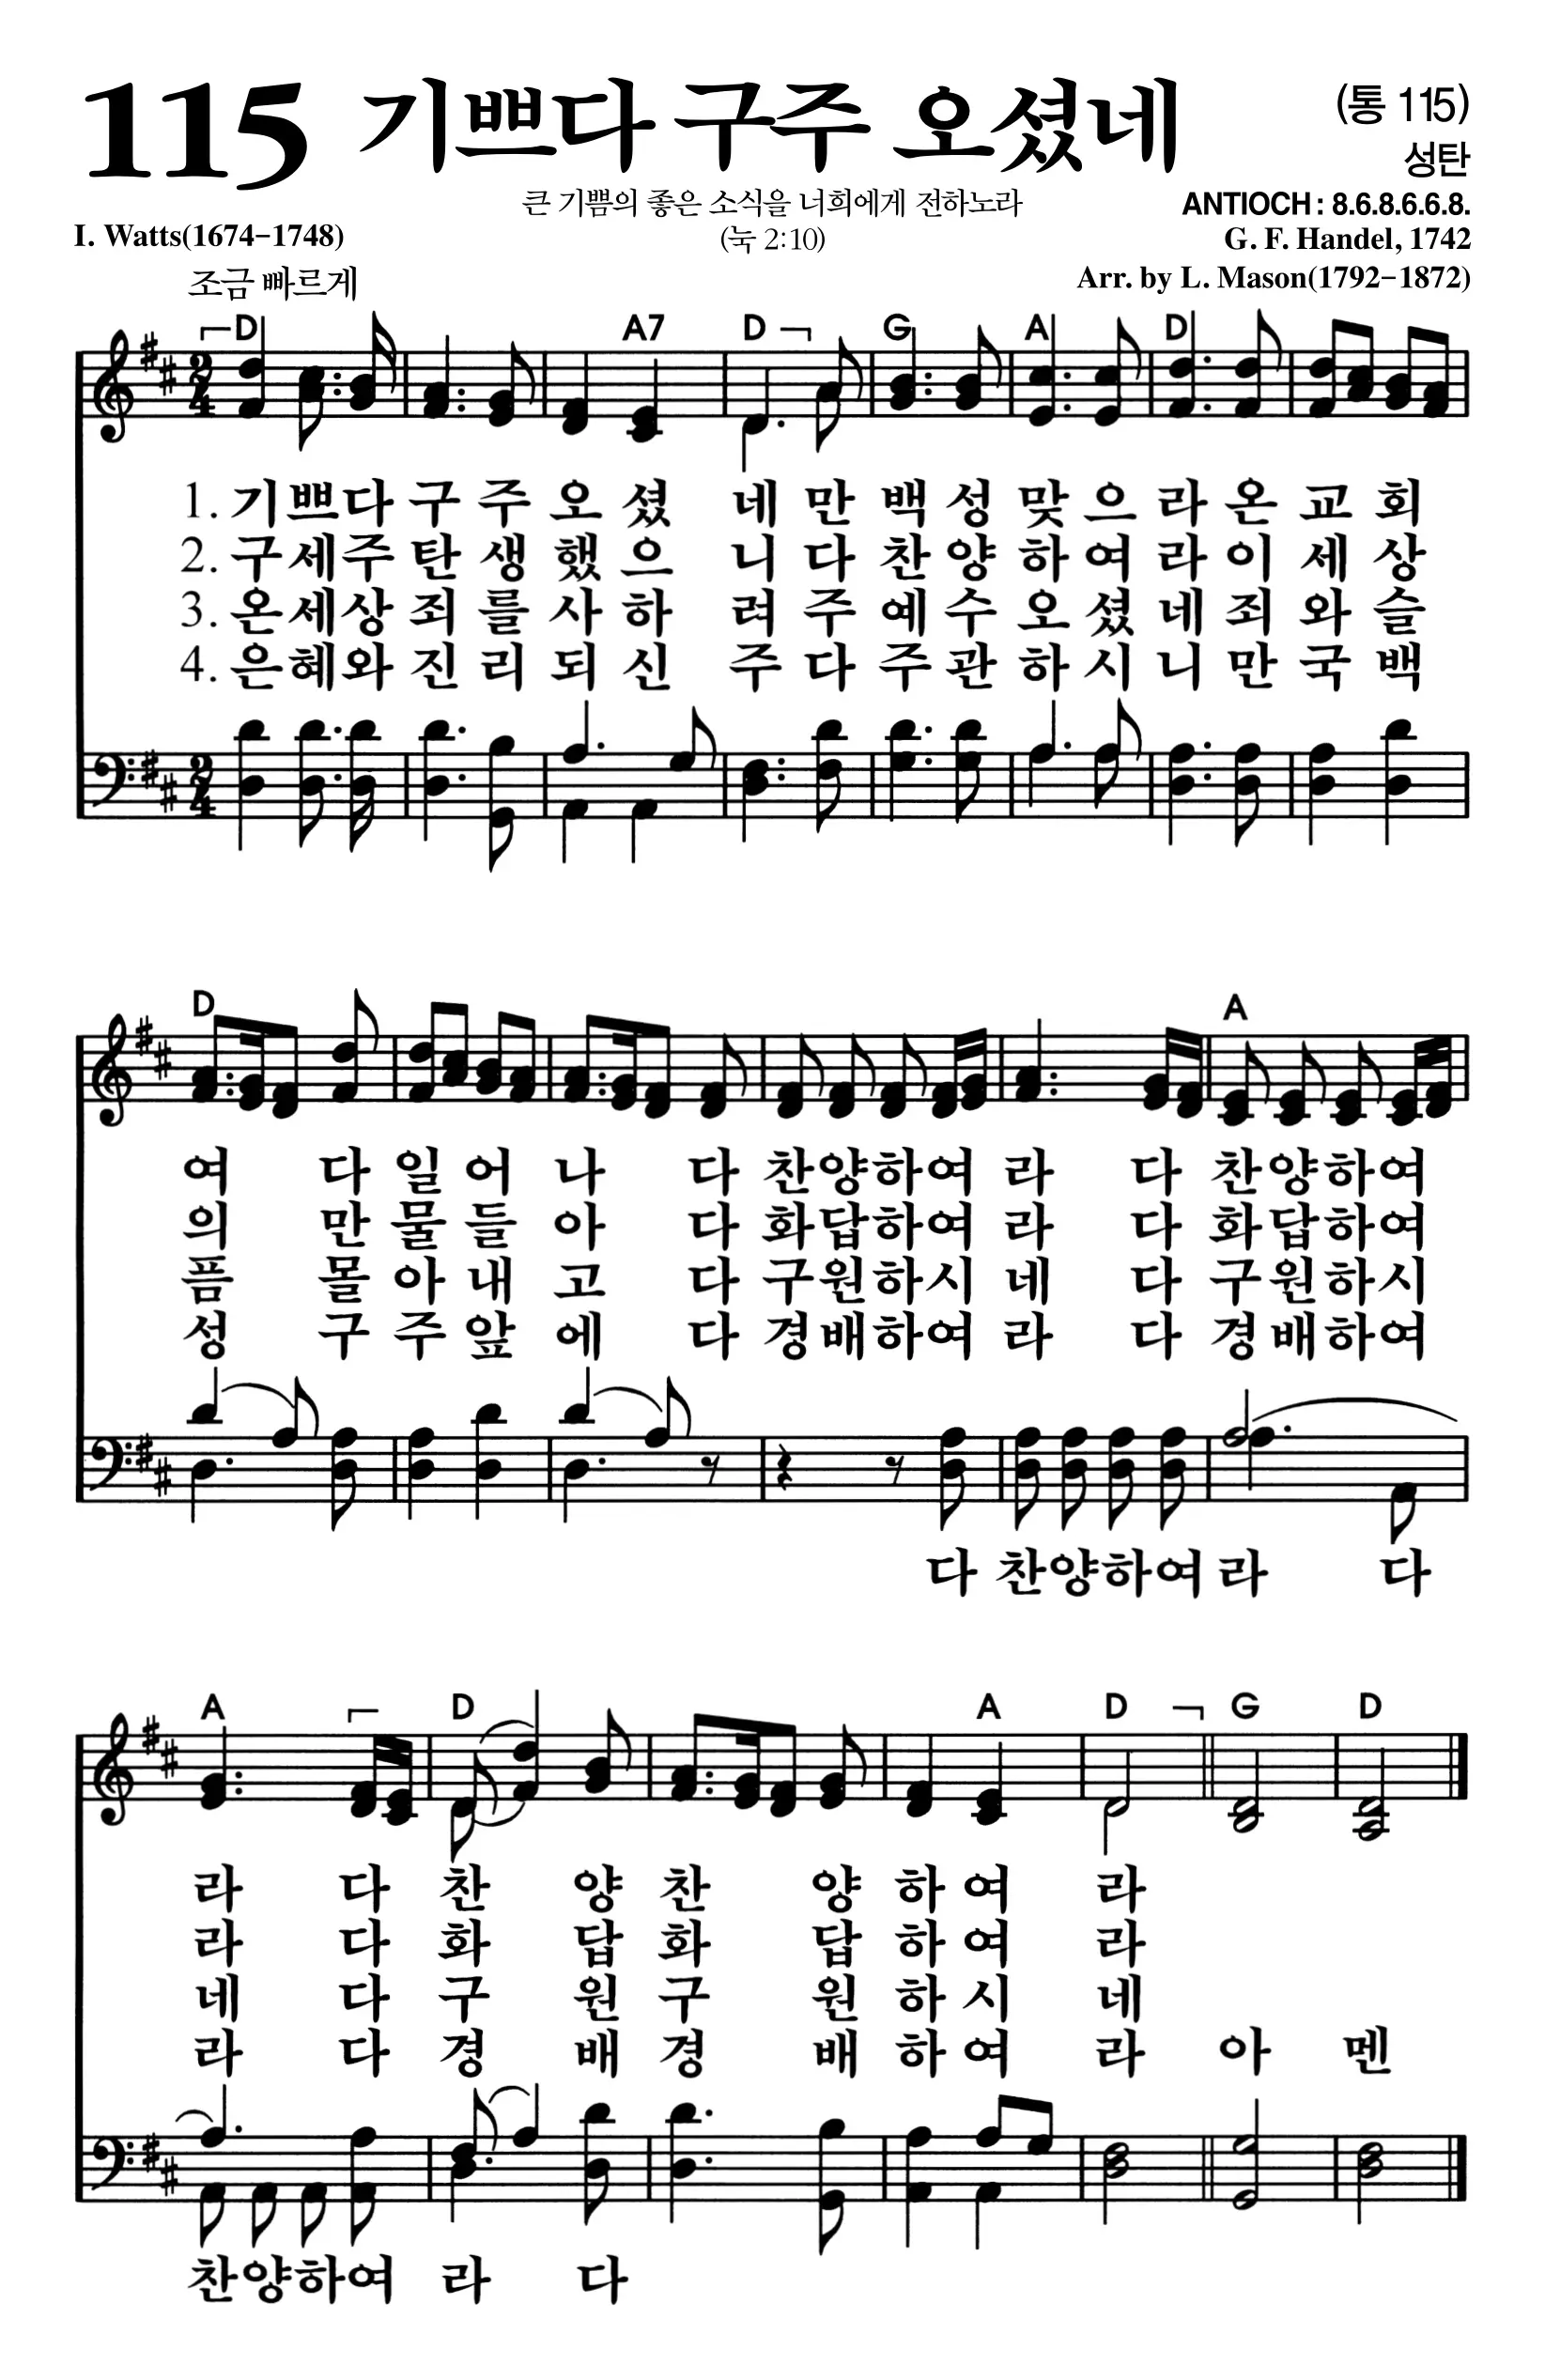 115 기쁘다 구주 오셨네 (통 115)
성탄
큰 기쁨의 좋은 소식을 너희에게 전하노라
(눅 2:10)
ANTIOCH : 8.6.8.6.6.8.
I. Watts(1674-1748)
G. F. Handel, 1742
조금 빠르게
Arr. by L. Mason(1792-1872)
D A7 D G A D
2/4
1. 기쁘다 구 주 오 셨 네 만 백 성 맞 으 라 온 교 회
2. 구세주 탄 생 했 으 니 다 찬 양 하 여 라 이 세 상
3. 온세상 죄 를 사 하 려 주 예 수 오 셨 네 죄 와 슬
4. 은혜와 진 리 되 신 주 다 주 관 하 시 니 만 국 백
2/4
D A
여 다 일 어 나 다 찬양하여 라 다 찬양하여
의 만 물 들 아 다 화답하여 라 다 화답하여
픔 몰 아 내 고 다 구원하시 네 다 구원하시
성 구 주 앞 에 다 경배하여 라 다 경배하여
다 찬양하여 라 다
A D A D G D
라 다 찬 양 찬 양 하 여 라
라 다 화 답 화 답 하 여 라
네 다 구 원 구 원 하 시 네
라 다 경 배 경 배 하 여 라 아 멘
찬양하여 라 다